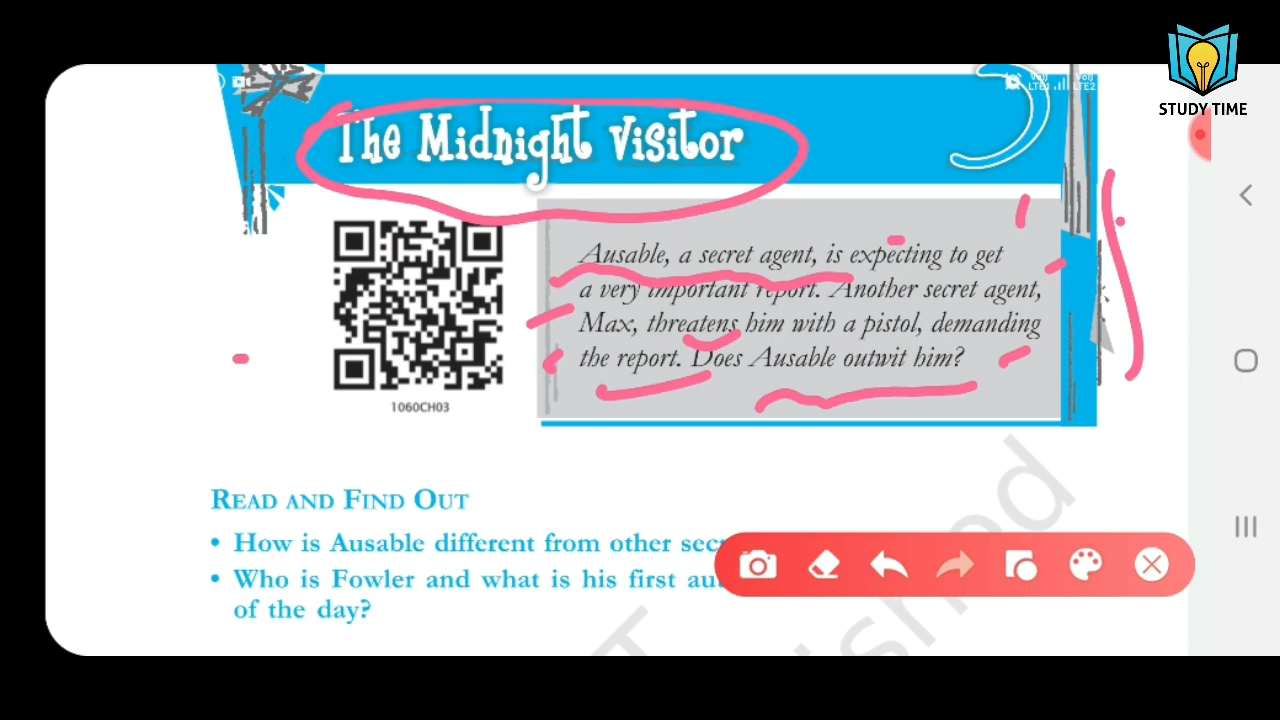 STUDY TIME
The Midnight Visitor
Ausable, a secret agent, is expecting to get
a very important report. Another secret agent,
Max, threatens him with a pistol, demanding
the report. Does Ausable outwit him?
1060CH03
READ AND FIND OUT
• How is Ausable different from other
• Who is Fowler and what is his first
of the day?